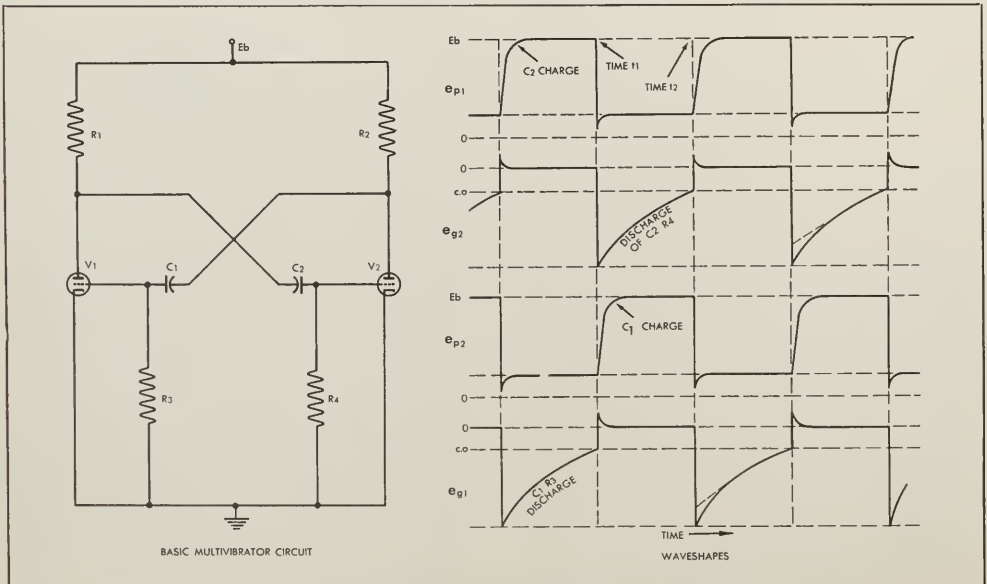 Eb
R1
R2
V1
C1
C2
V2
R3
R4
BASIC MULTIVIBRATOR CIRCUIT
Eb
C2 CHARGE
TIME t1
TIME t2
ep1
0
0
c.o
eg2
DISCHARGE
OF C2 R4
Eb
C1 CHARGE
ep2
0
0
c.o
eg1
C1 R3
DISCHARGE
TIME
WAVESHAPES